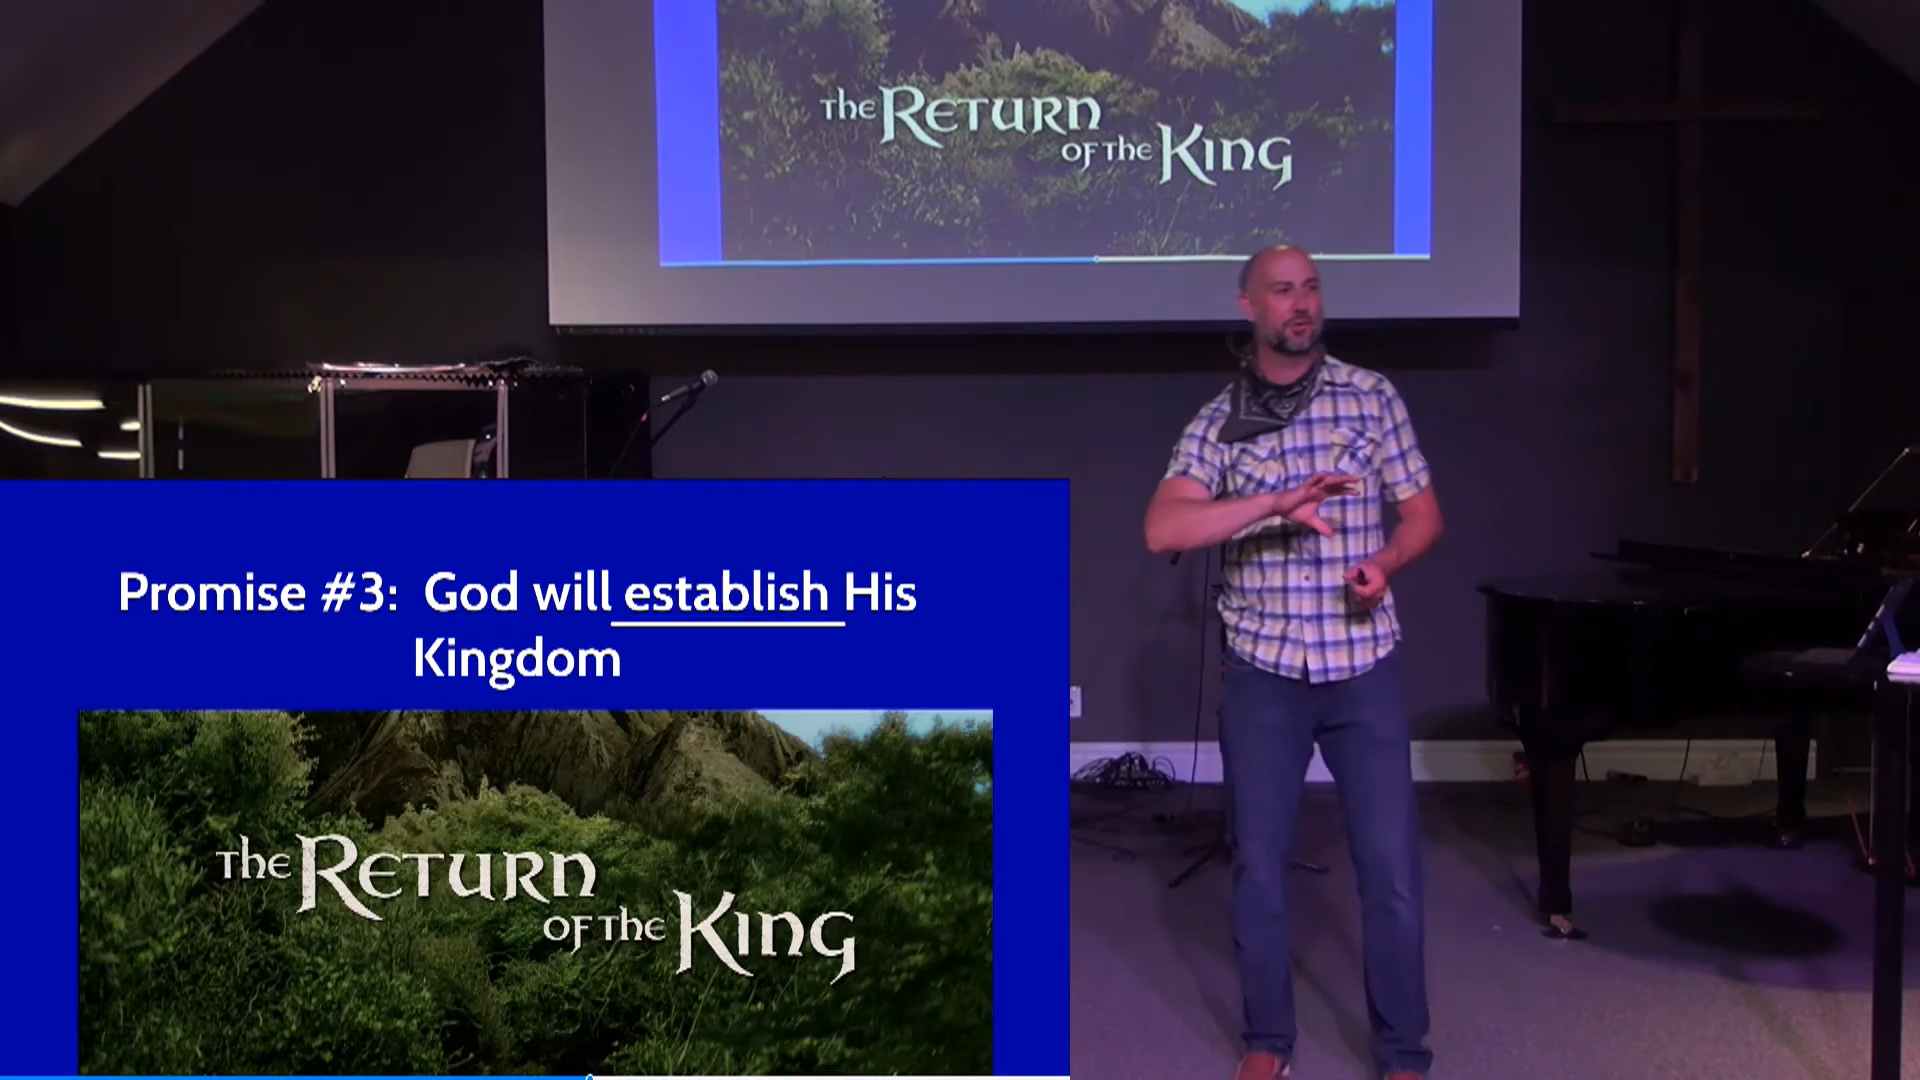 The Return
of the King
Promise #3: God will establish His
Kingdom
The Return
of the King